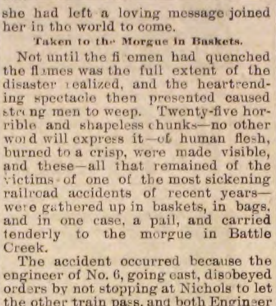 she had left a loving message joined
her in the world to come.
Taken to the Morgue in Baskets.
Not until the firemen had quenched
the flames was the full extent of the
disaster realized, and the heartrend-
ing spectacle then presented caused
strong men to weep. Twenty-five hor-
rible and shapeless chunks—no other
word will express it—of human flesh,
burned to a crisp, were made visible,
and these—all that remained of the
victims of one of the most sickening
railroad accidents of recent years—
were gathered up in baskets, in bags,
and in one case, a pail, and carried
tenderly to the morgue in Battle
Creek.
The accident occurred because the
engineer of No. 6, going east, disobeyed
orders by not stopping at Nichols to let
the other train pass, and both Engineer